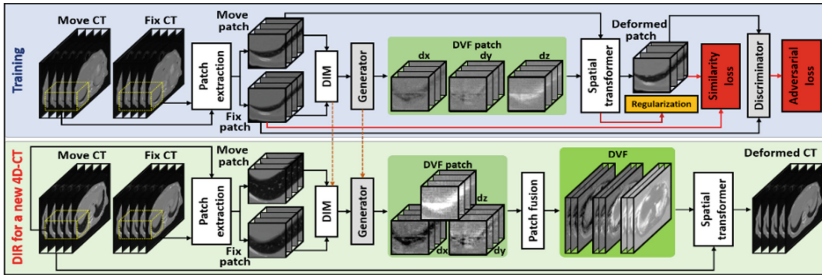 Training
Move CT
Fix CT
Patch
extraction
Move
patch
Fix
patch
DIM
Generator
DVF patch
dx
dy
dz
Spatial
transformer
Deformed
patch
Regularization
Similarity
loss
Discriminator
Adversarial
loss
DIR for a new 4D-CT
Move CT
Fix CT
Patch
extraction
Move
patch
Fix
patch
DIM
Generator
DVF patch
dz
dx
dy
Patch fusion
DVF
Spatial
transformer
Deformed CT